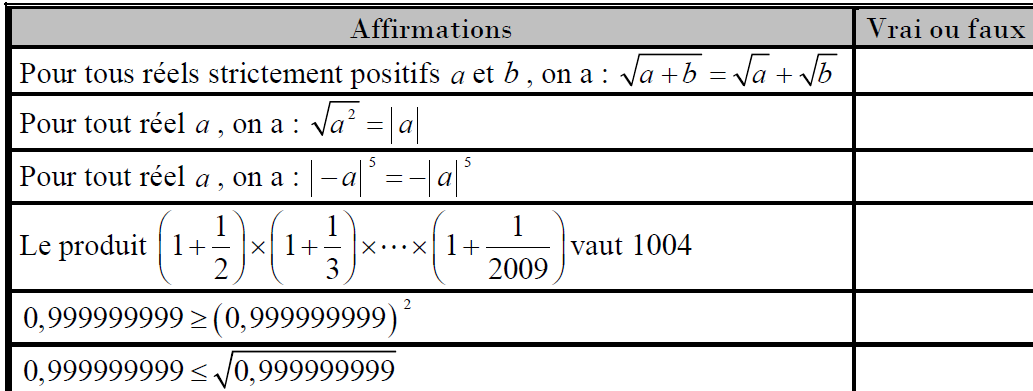 Affirmations Vrai ou faux
Pour tous réels strictement positifs a et b , on a : √(a + b) = √a + √b
Pour tout réel a , on a : √(a²) = |a|
Pour tout réel a , on a : |−a|⁵ = −|a|⁵
Le produit (1 + 1/2) × (1 + 1/3) × ⋯ × (1 + 1/2009) vaut 1004
0,999999999 ≥ (0,999999999)²
0,999999999 ≤ √0,999999999